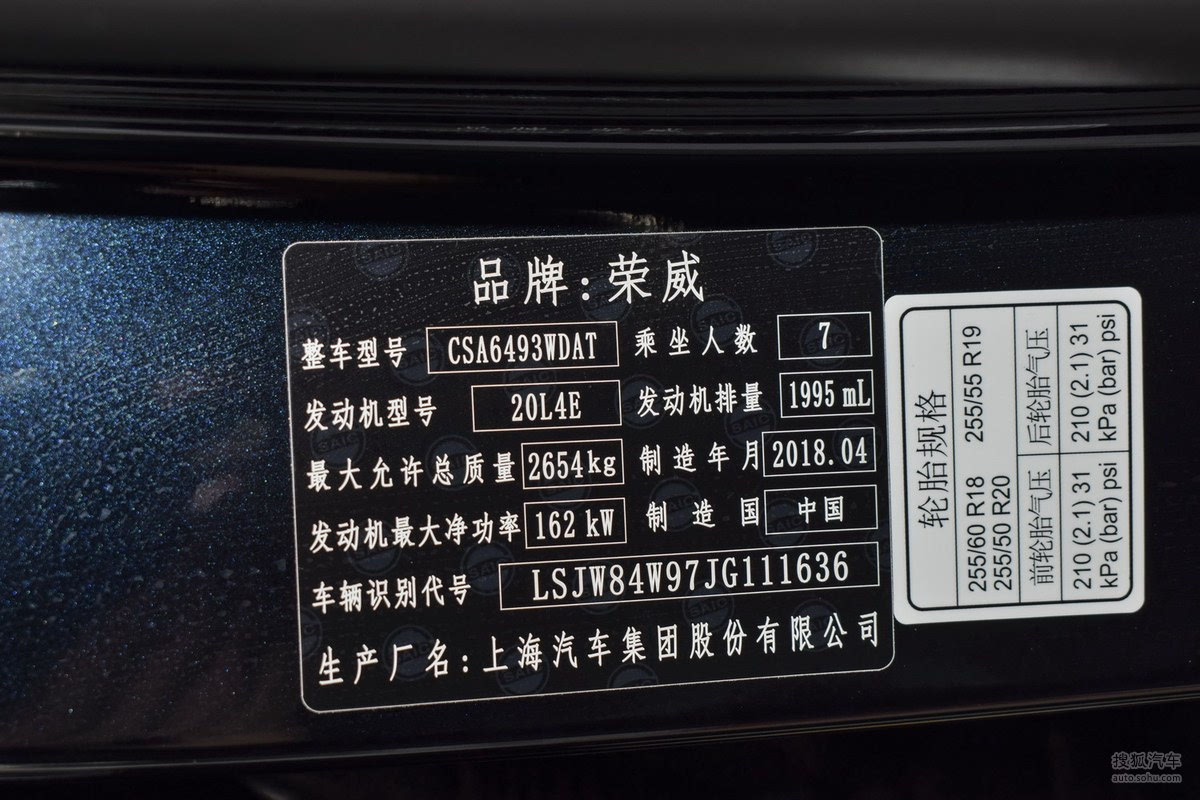 品牌:荣威
整车型号 CSA6493WDAT 乘坐人数 7
发动机型号 20L4E 发动机排量 1995 mL
最大允许总质量 2654kg 制造年月 2018.04
发动机最大净功率 162 kW 制造国 中国
车辆识别代号 LSJW84W97JG111636
生产厂名:上海汽车集团股份有限公司
轮胎规格
255/60 R18 255/55 R19
255/50 R20
前轮胎气压 后轮胎气压
210 (2.1) 31 210 (2.1) 31
kPa (bar) psi kPa (bar) psi
SAIC
搜狐汽车
auto.sohu.com